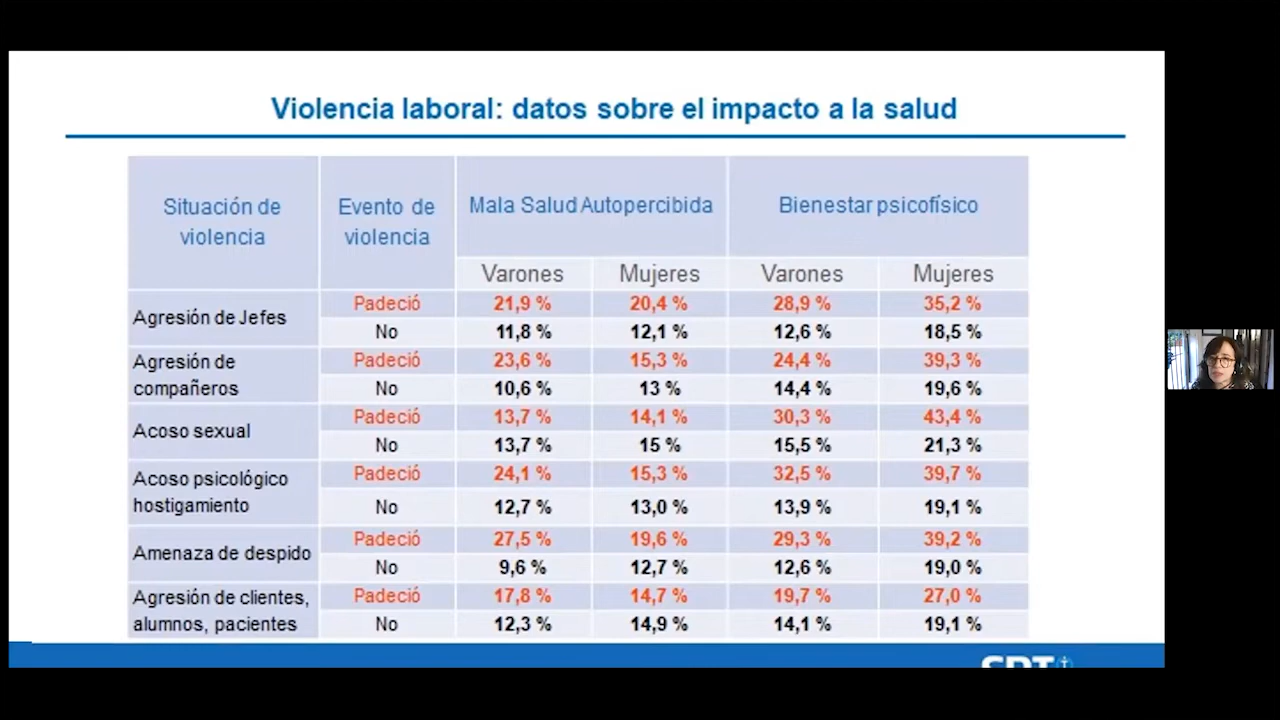 Violencia laboral: datos sobre el impacto a la salud
Situación de violencia
Evento de violencia
Mala Salud Autopercibida
Bienestar psicofísico
Varones Mujeres Varones Mujeres
Agresión de Jefes
Padeció 21,9 % 20,4 % 28,9 % 35,2 %
No 11,8 % 12,1 % 12,6 % 18,5 %
Agresión de compañeros
Padeció 23,6 % 15,3 % 24,4 % 39,3 %
No 10,6 % 13 % 14,4 % 19,6 %
Acoso sexual
Padeció 13,7 % 14,1 % 30,3 % 43,4 %
No 13,7 % 15 % 15,5 % 21,3 %
Acoso psicológico hostigamiento
Padeció 24,1 % 15,3 % 32,5 % 39,7 %
No 12,7 % 13,0 % 13,9 % 19,1 %
Amenaza de despido
Padeció 27,5 % 19,6 % 29,3 % 39,2 %
No 9,6 % 12,7 % 12,6 % 19,0 %
Agresión de clientes, alumnos, pacientes
Padeció 17,8 % 14,7 % 19,7 % 27,0 %
No 12,3 % 14,9 % 14,1 % 19,1 %